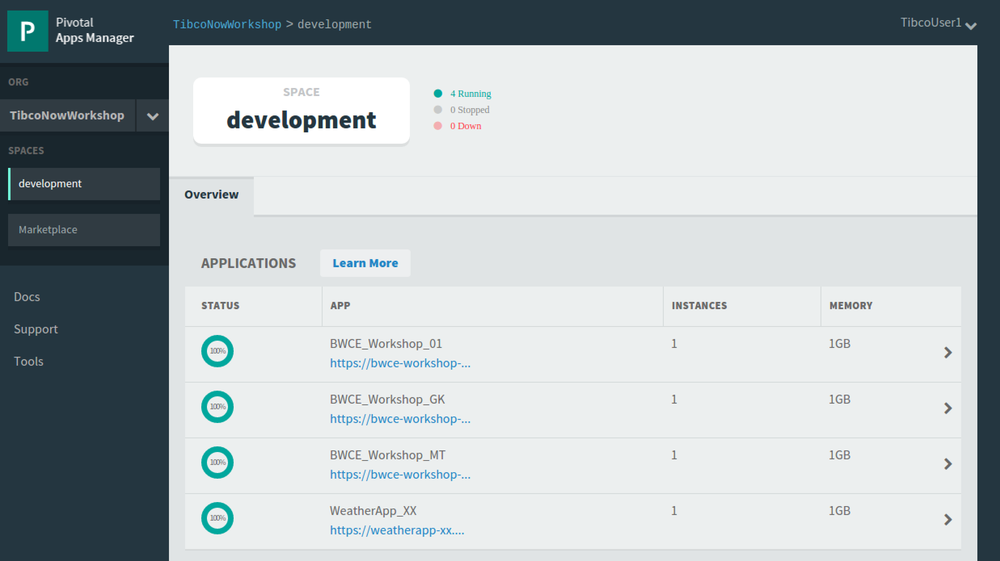 P
Pivotal
Apps Manager
TibcoNowWorkshop > development
TibcoUser1
ORG
TibcoNowWorkshop
SPACES
development
Marketplace
Docs
Support
Tools
SPACE
development
4 Running
0 Stopped
0 Down
Overview
APPLICATIONS Learn More
STATUS APP INSTANCES MEMORY
100% BWCE_Workshop_01 1 1GB
https://bwce-workshop-...
100% BWCE_Workshop_GK 1 1GB
https://bwce-workshop-...
100% BWCE_Workshop_MT 1 1GB
https://bwce-workshop-...
100% WeatherApp_XX 1 1GB
https://weatherapp-xx....